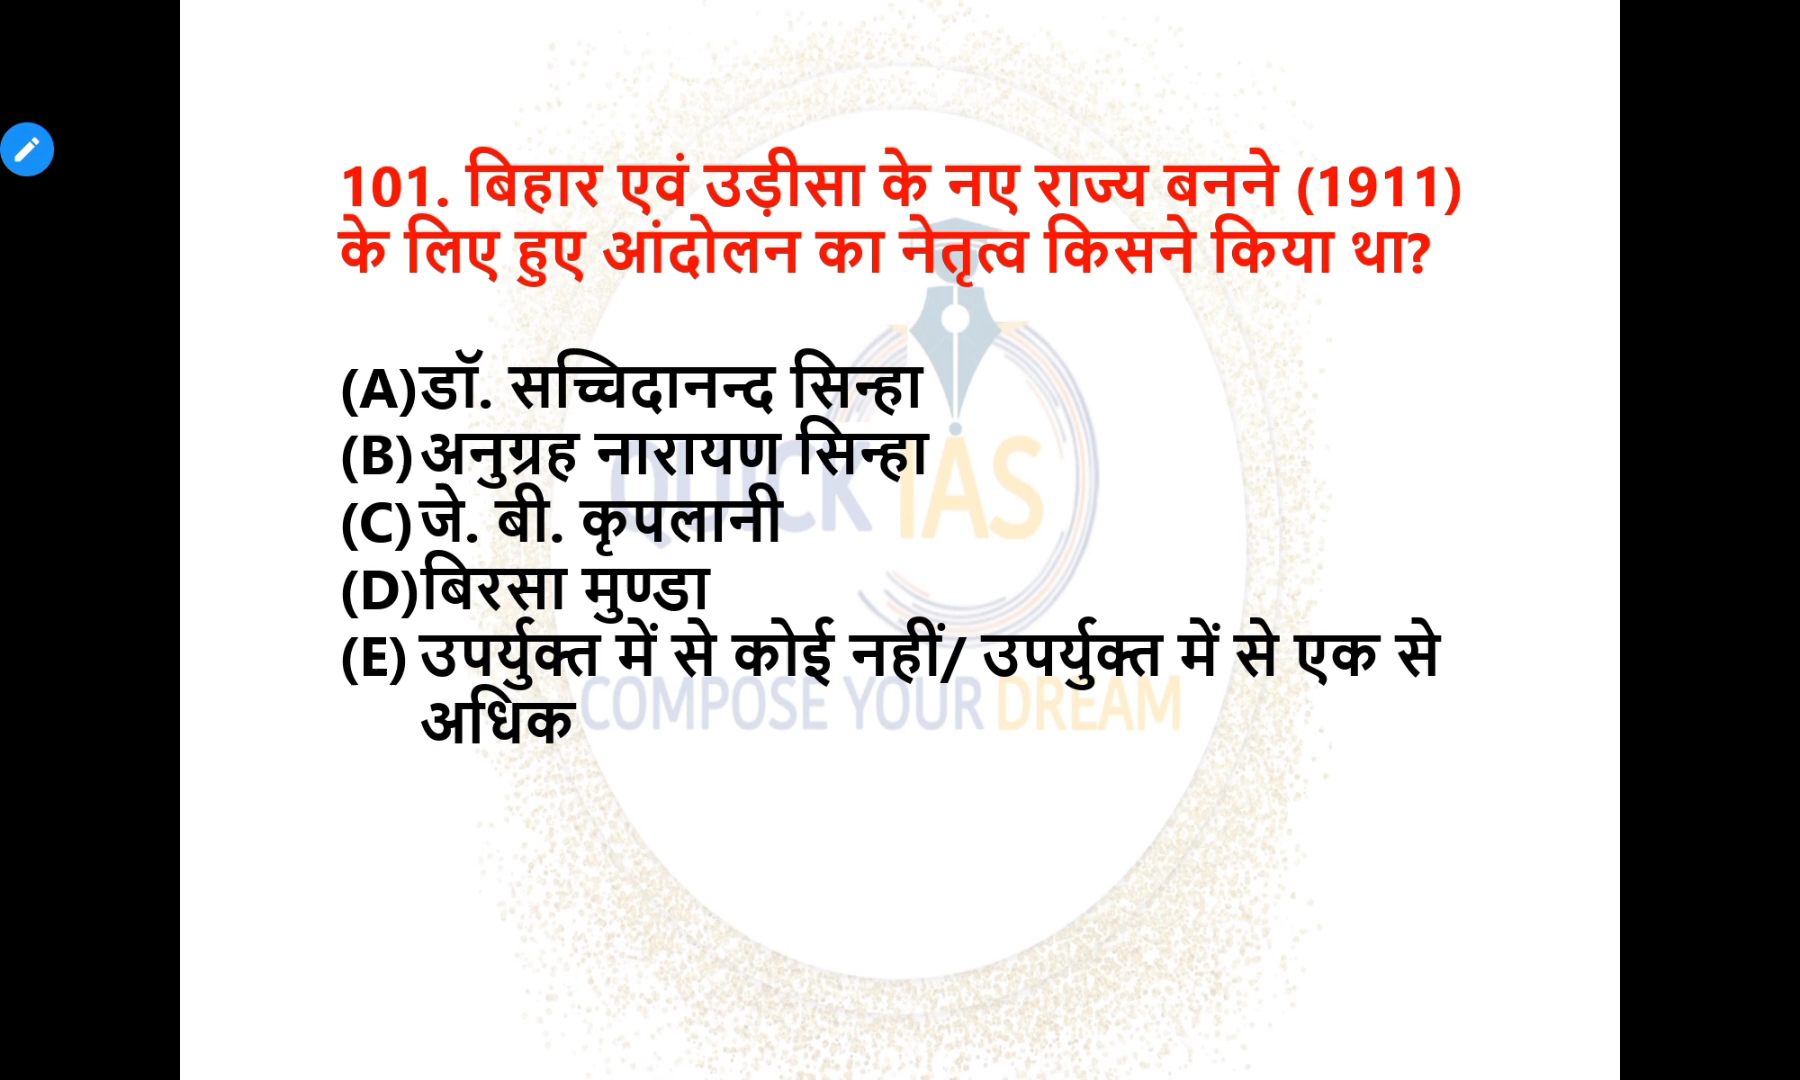 101. बिहार एवं उड़ीसा के नए राज्य बनने (1911)
के लिए हुए आंदोलन का नेतृत्व किसने किया था?
(A) डॉ. सच्चिदानन्द सिन्हा
(B) अनुग्रह नारायण सिन्हा
(C) जे. बी. कृपलानी
(D) बिरसा मुण्डा
(E) उपर्युक्त में से कोई नहीं/ उपर्युक्त में से एक से
अधिक
QUICK IAS
COMPOSE YOUR DREAM